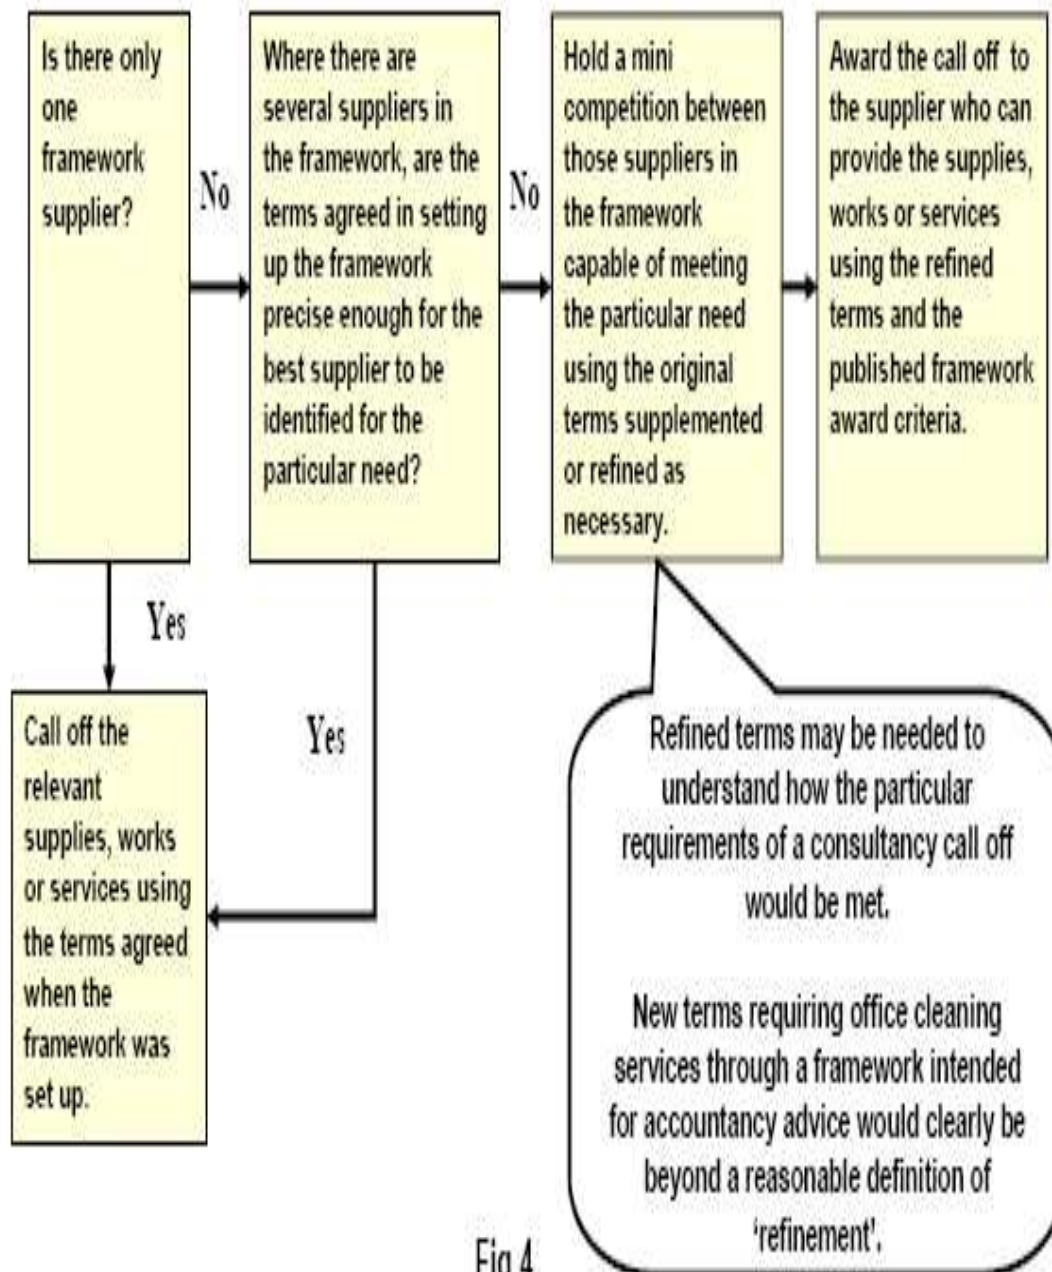 Is there only
one
framework
supplier?
No
Where there are
several suppliers in
the framework, are the
terms agreed in setting
up the framework
precise enough for the
best supplier to be
identified for the
particular need?
No
Hold a mini
competition between
those suppliers in
the framework
capable of meeting
the particular need
using the original
terms supplemented
or refined as
necessary.
Award the call off to
the supplier who can
provide the supplies,
works or services
using the refined
terms and the
published framework
award criteria.
Yes
Call off the
relevant
supplies, works
or services using
the terms agreed
when the
framework was
set up.
Yes
Refined terms may be needed to
understand how the particular
requirements of a consultancy call off
would be met.
New terms requiring office cleaning
services through a framework intended
for accountancy advice would clearly be
beyond a reasonable definition of
‘refinement’.
Fig 4